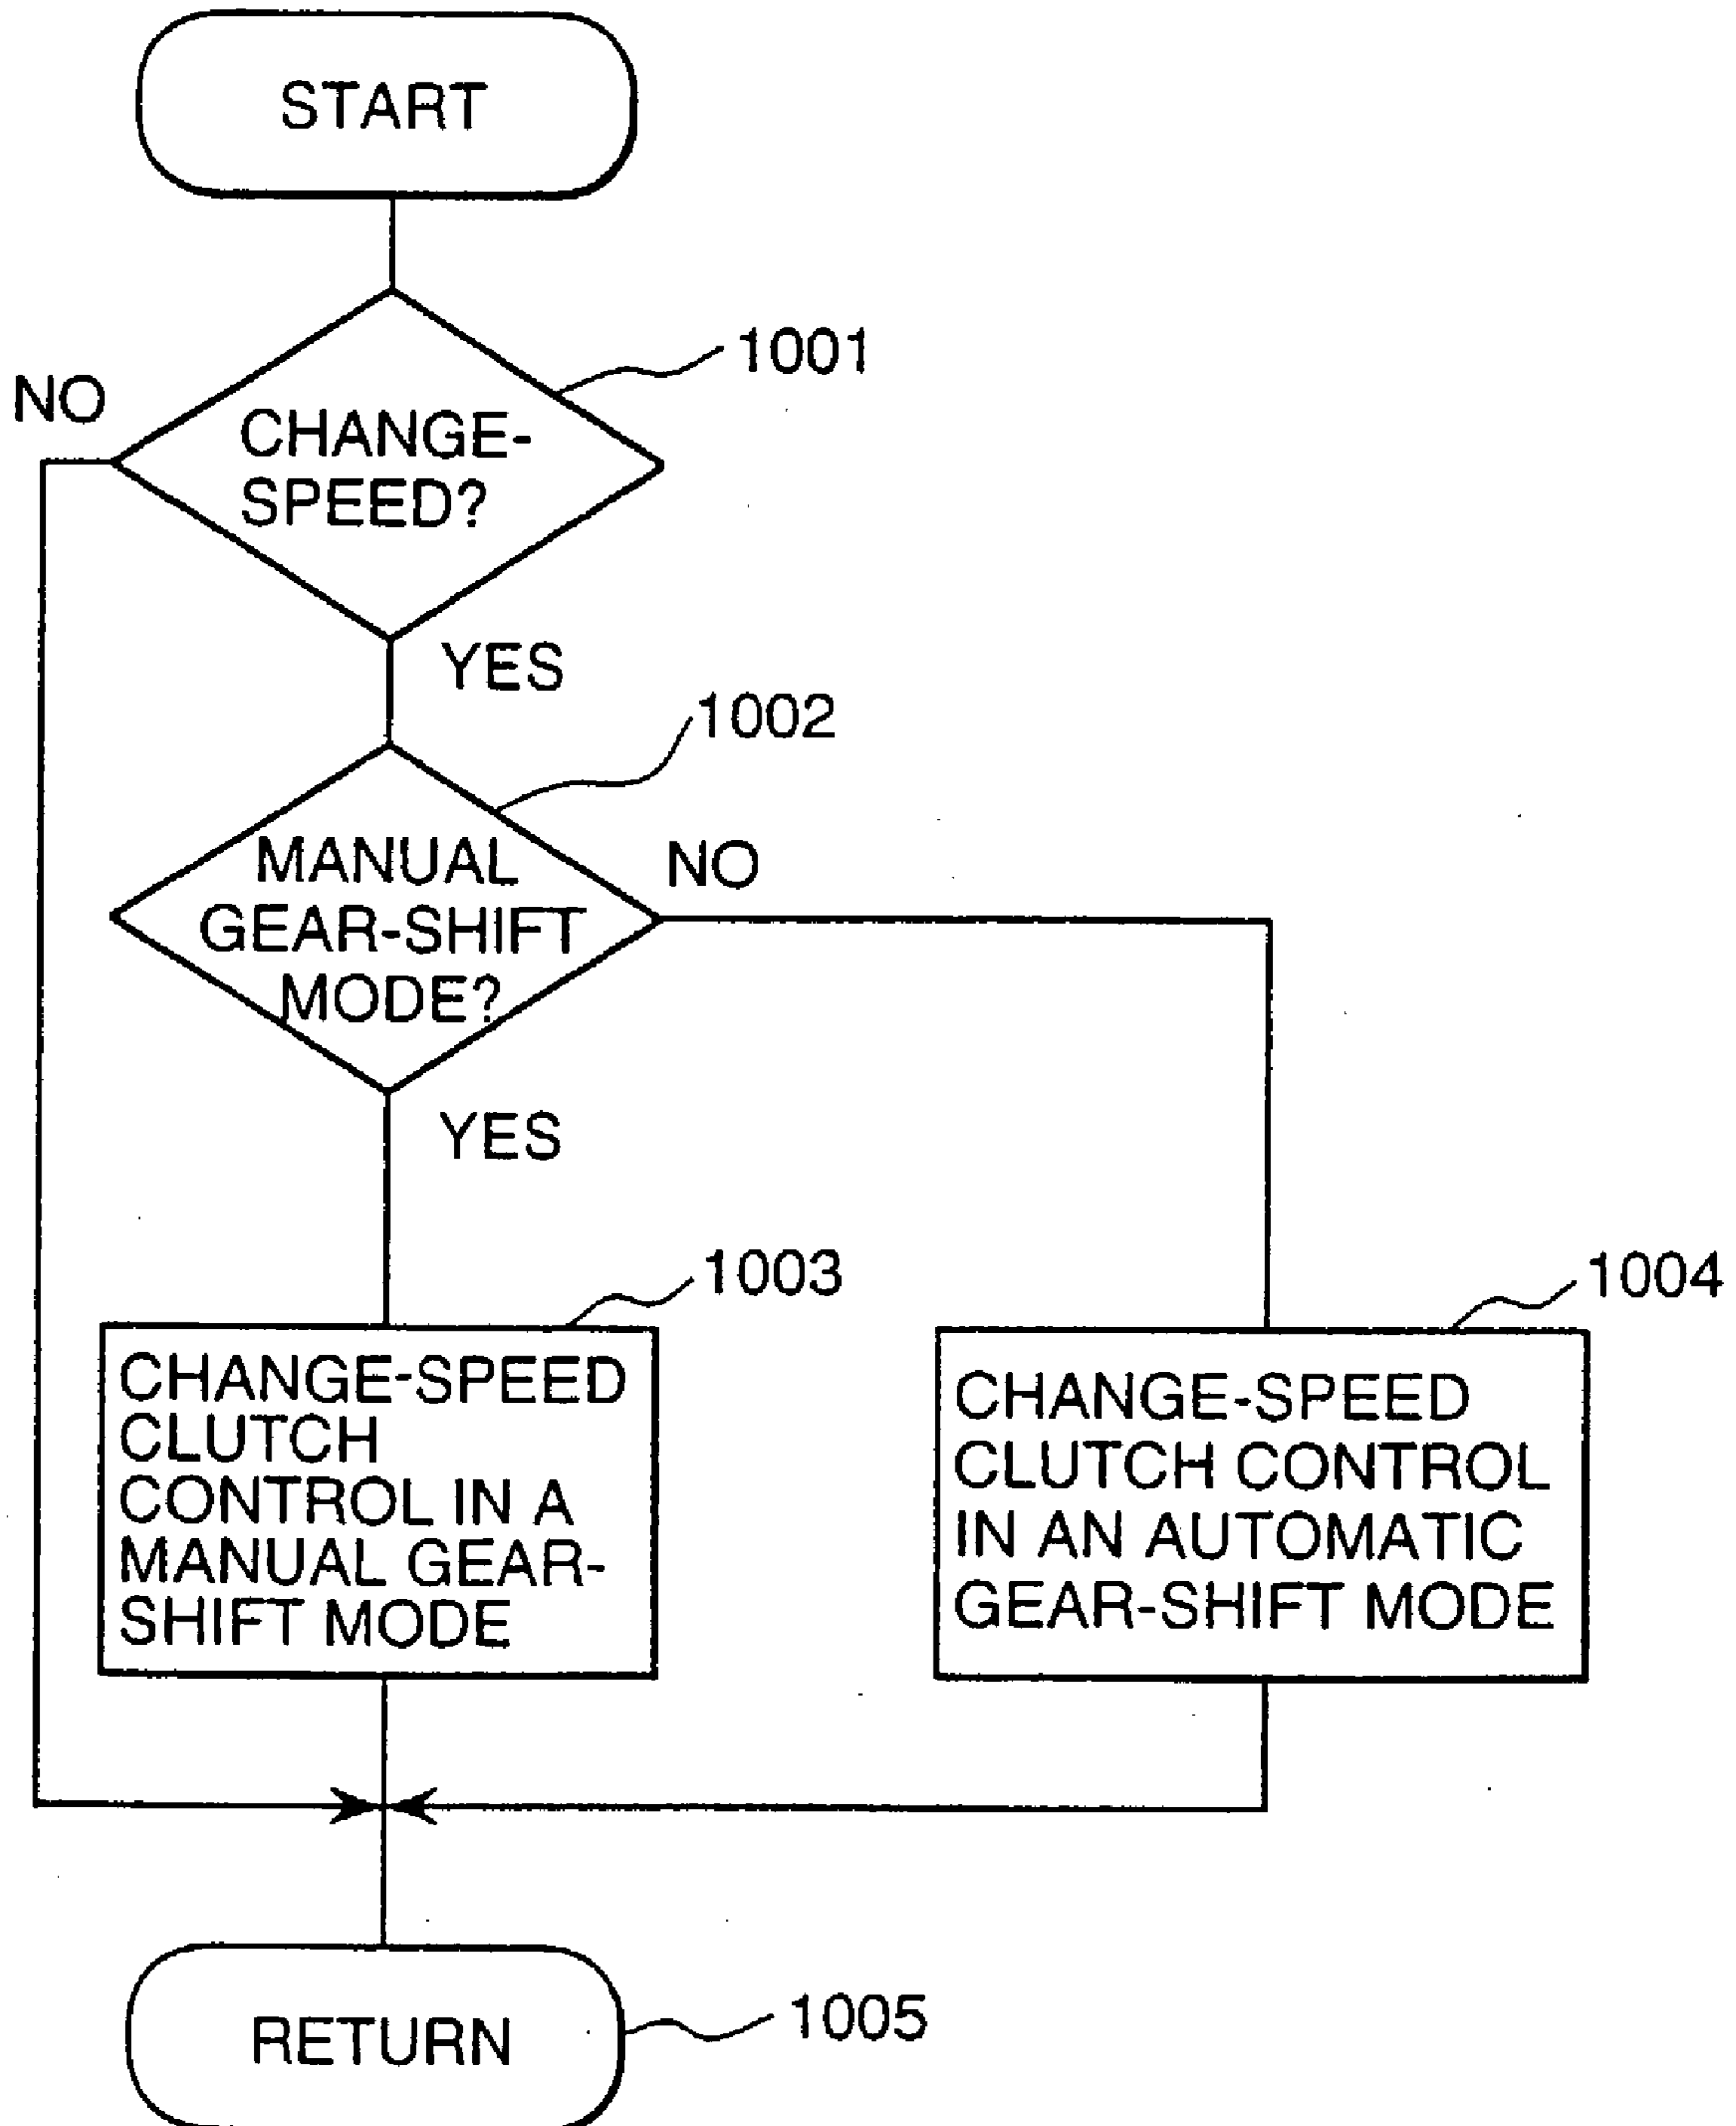 START
1001
NO
CHANGE-
SPEED?
YES
1002
MANUAL
GEAR-SHIFT
MODE?
NO
YES
1003
CHANGE-SPEED
CLUTCH
CONTROL IN A
MANUAL GEAR-
SHIFT MODE
1004
CHANGE-SPEED
CLUTCH CONTROL
IN AN AUTOMATIC
GEAR-SHIFT MODE
RETURN
1005